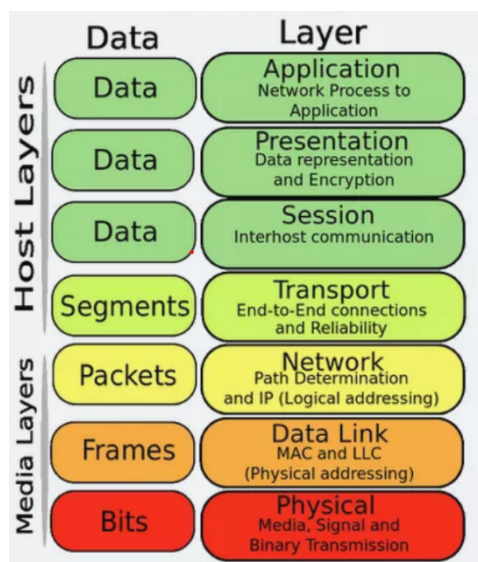 Data
Layer
Host Layers
Data
Application
Network Process to
Application
Data
Presentation
Data representation
and Encryption
Data
Session
Interhost communication
Segments
Transport
End-to-End connections
and Reliability
Media Layers
Packets
Network
Path Determination
and IP (Logical addressing)
Frames
Data Link
MAC and LLC
(Physical addressing)
Bits
Physical
Media, Signal and
Binary Transmission